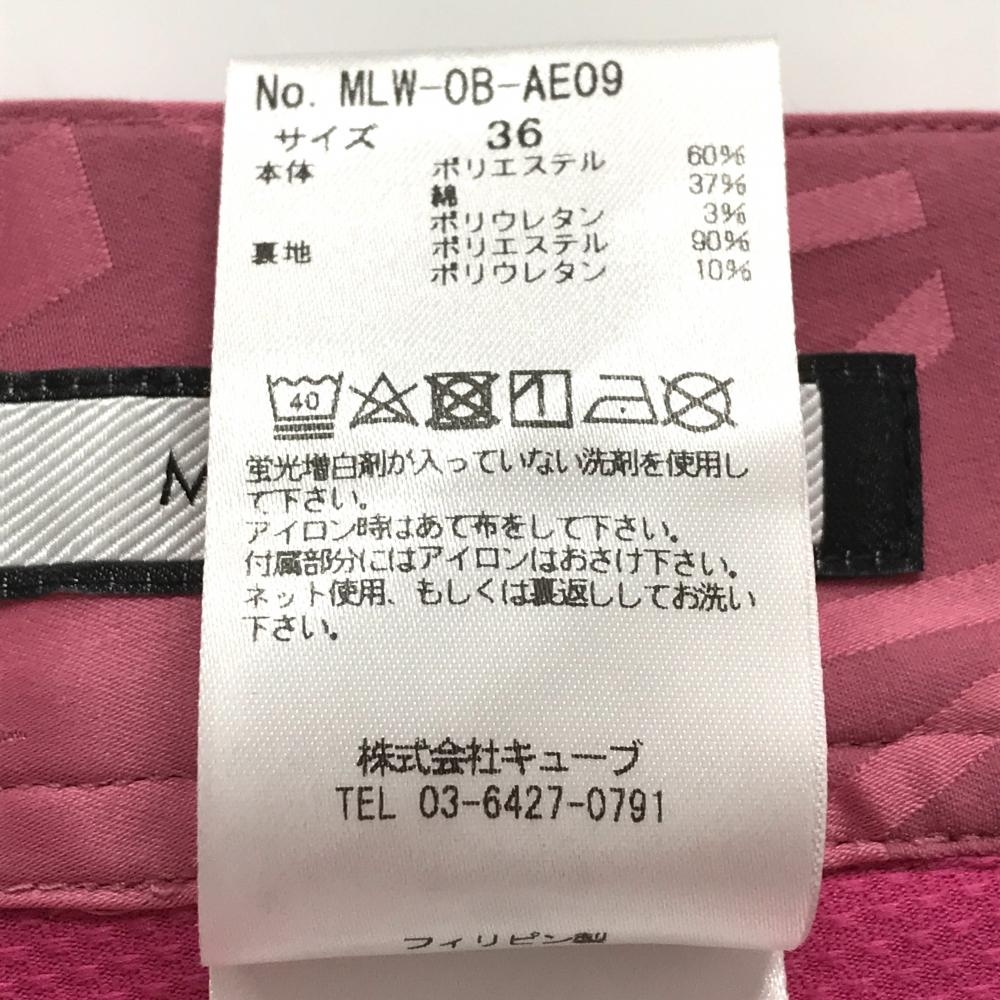 No. MLW-0B-AE09
サイズ 36
本体 ポリエステル 60%
綿 37%
ポリウレタン 3%
裏地 ポリエステル 90%
ポリウレタン 10%
40
蛍光増白剤が入っていない洗剤を使用し
て下さい。
アイロン時はあて布をして下さい。
付属部分にはアイロンはおさけ下さい。
ネット使用、もしくは裏返ししてお洗い
下さい。
株式会社キューブ
TEL 03-6427-0791
フィリピン製